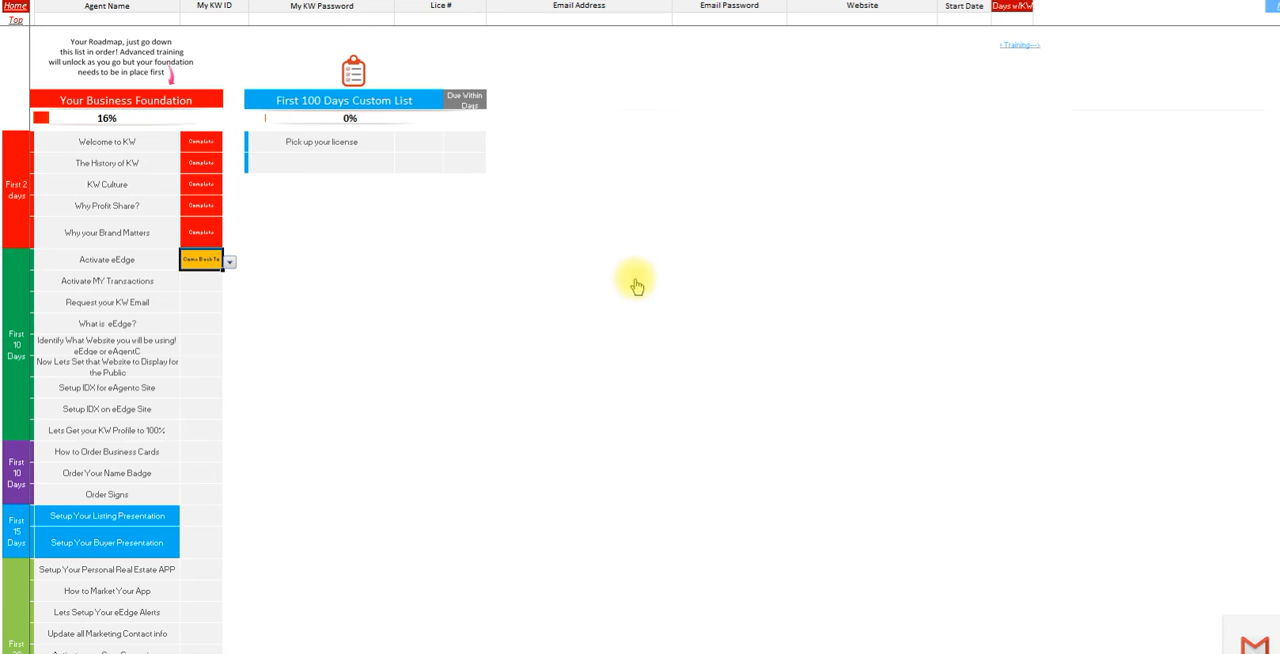 Home
Agent Name
My KW ID
My KW Password
Lice #
Email Address
Email Password
Website
Start Date
Days w/KW
Top
Your Roadmap, just go down
this list in order! Advanced training
will unlock as you go but your foundation
needs to be in place first
< Training-->
Your Business Foundation
First 100 Days Custom List
Due Within
Days
16%
0%
First 2
days
Welcome to KW
Complete
Pick up your license
The History of KW
Complete
KW Culture
Complete
Why Profit Share?
Complete
Why your Brand Matters
Complete
First
10
Days
Activate eEdge
Come Back To
Activate MY Transactions
Request your KW Email
What is eEdge?
Identify What Website you will be using!
eEdge or eAgentC
Now Lets Set that Website to Display for
the Public
Setup IDX for eAgentc Site
Setup IDX on eEdge Site
Lets Get your KW Profile to 100%
First
10
Days
How to Order Business Cards
Order Your Name Badge
Order Signs
First
15
Days
Setup Your Listing Presentation
Setup Your Buyer Presentation
Setup Your Personal Real Estate APP
How to Market Your App
Lets Setup Your eEdge Alerts
Update all Marketing Contact info
First